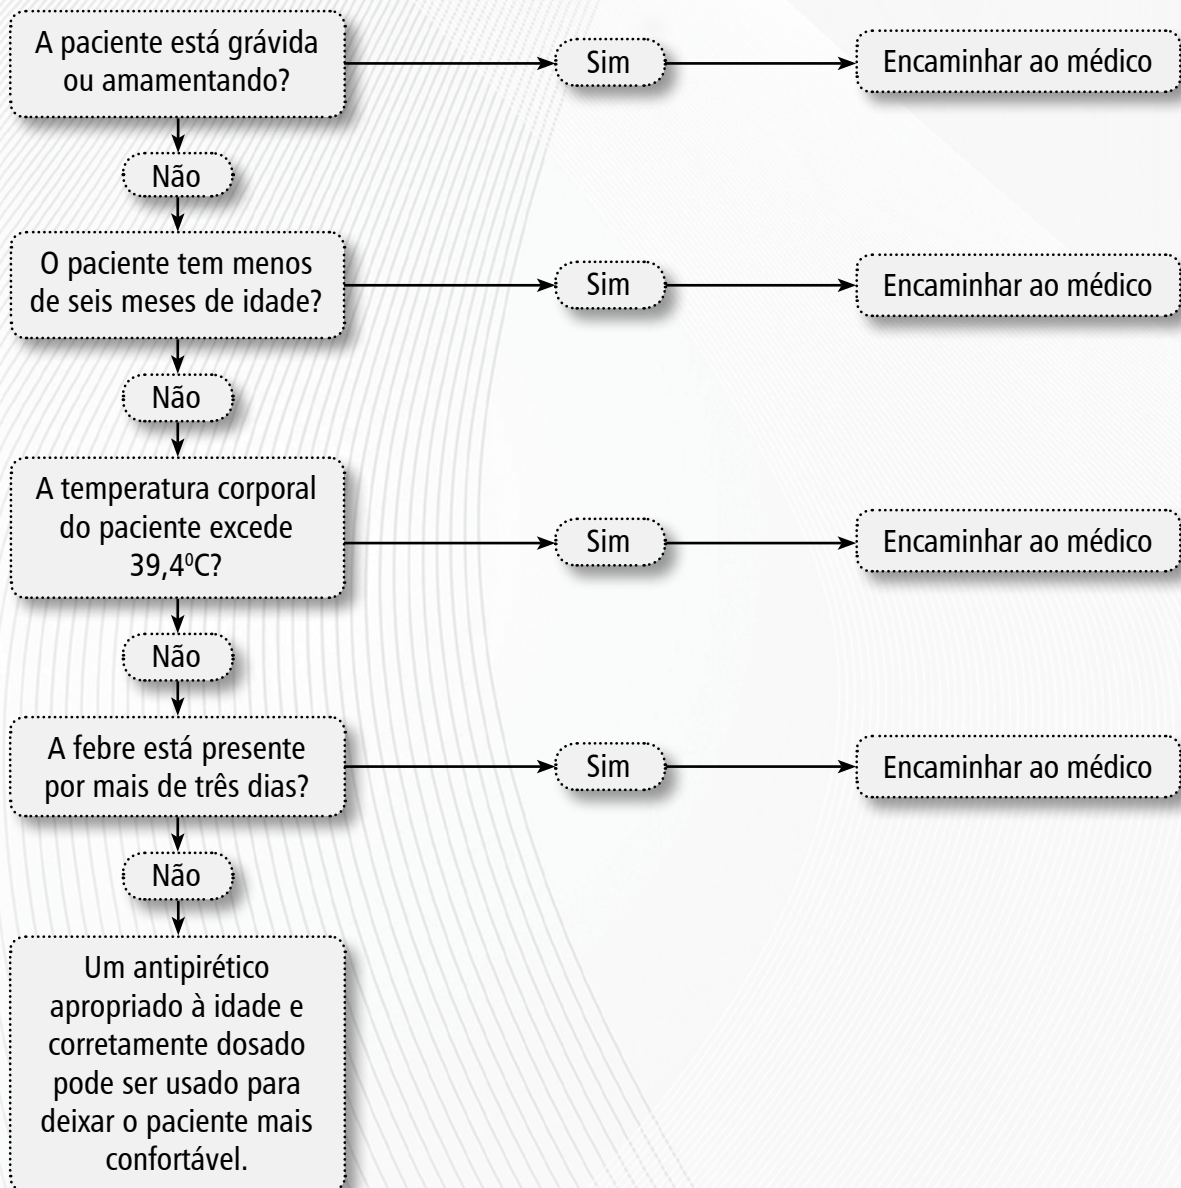 A paciente está grávida
ou amamentando?
Sim
Encaminhar ao médico
Não
O paciente tem menos
de seis meses de idade?
Sim
Encaminhar ao médico
Não
A temperatura corporal
do paciente excede
39,4⁰C?
Sim
Encaminhar ao médico
Não
A febre está presente
por mais de três dias?
Sim
Encaminhar ao médico
Não
Um antipirético
apropriado à idade e
corretamente dosado
pode ser usado para
deixar o paciente mais
confortável.